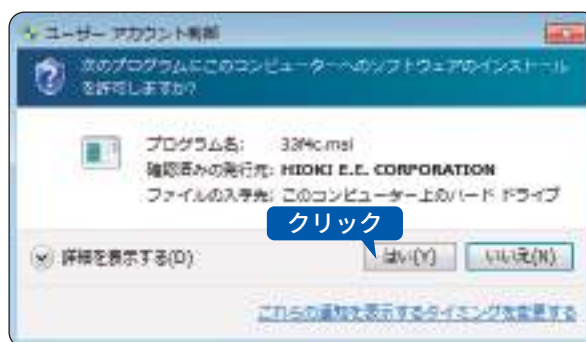 ユーザー アカウント制御
次のプログラムにこのコンピューターへのソフトウェアのインストール
を許可しますか?
プログラム名: 33f4c.msi
確認済みの発行元: HIOKI E.E. CORPORATION
ファイルの入手先: このコンピューター上のハード ドライブ
クリック
詳細を表示する(D) はい(Y) いいえ(N)
これらの通知を表示するタイミングを変更する